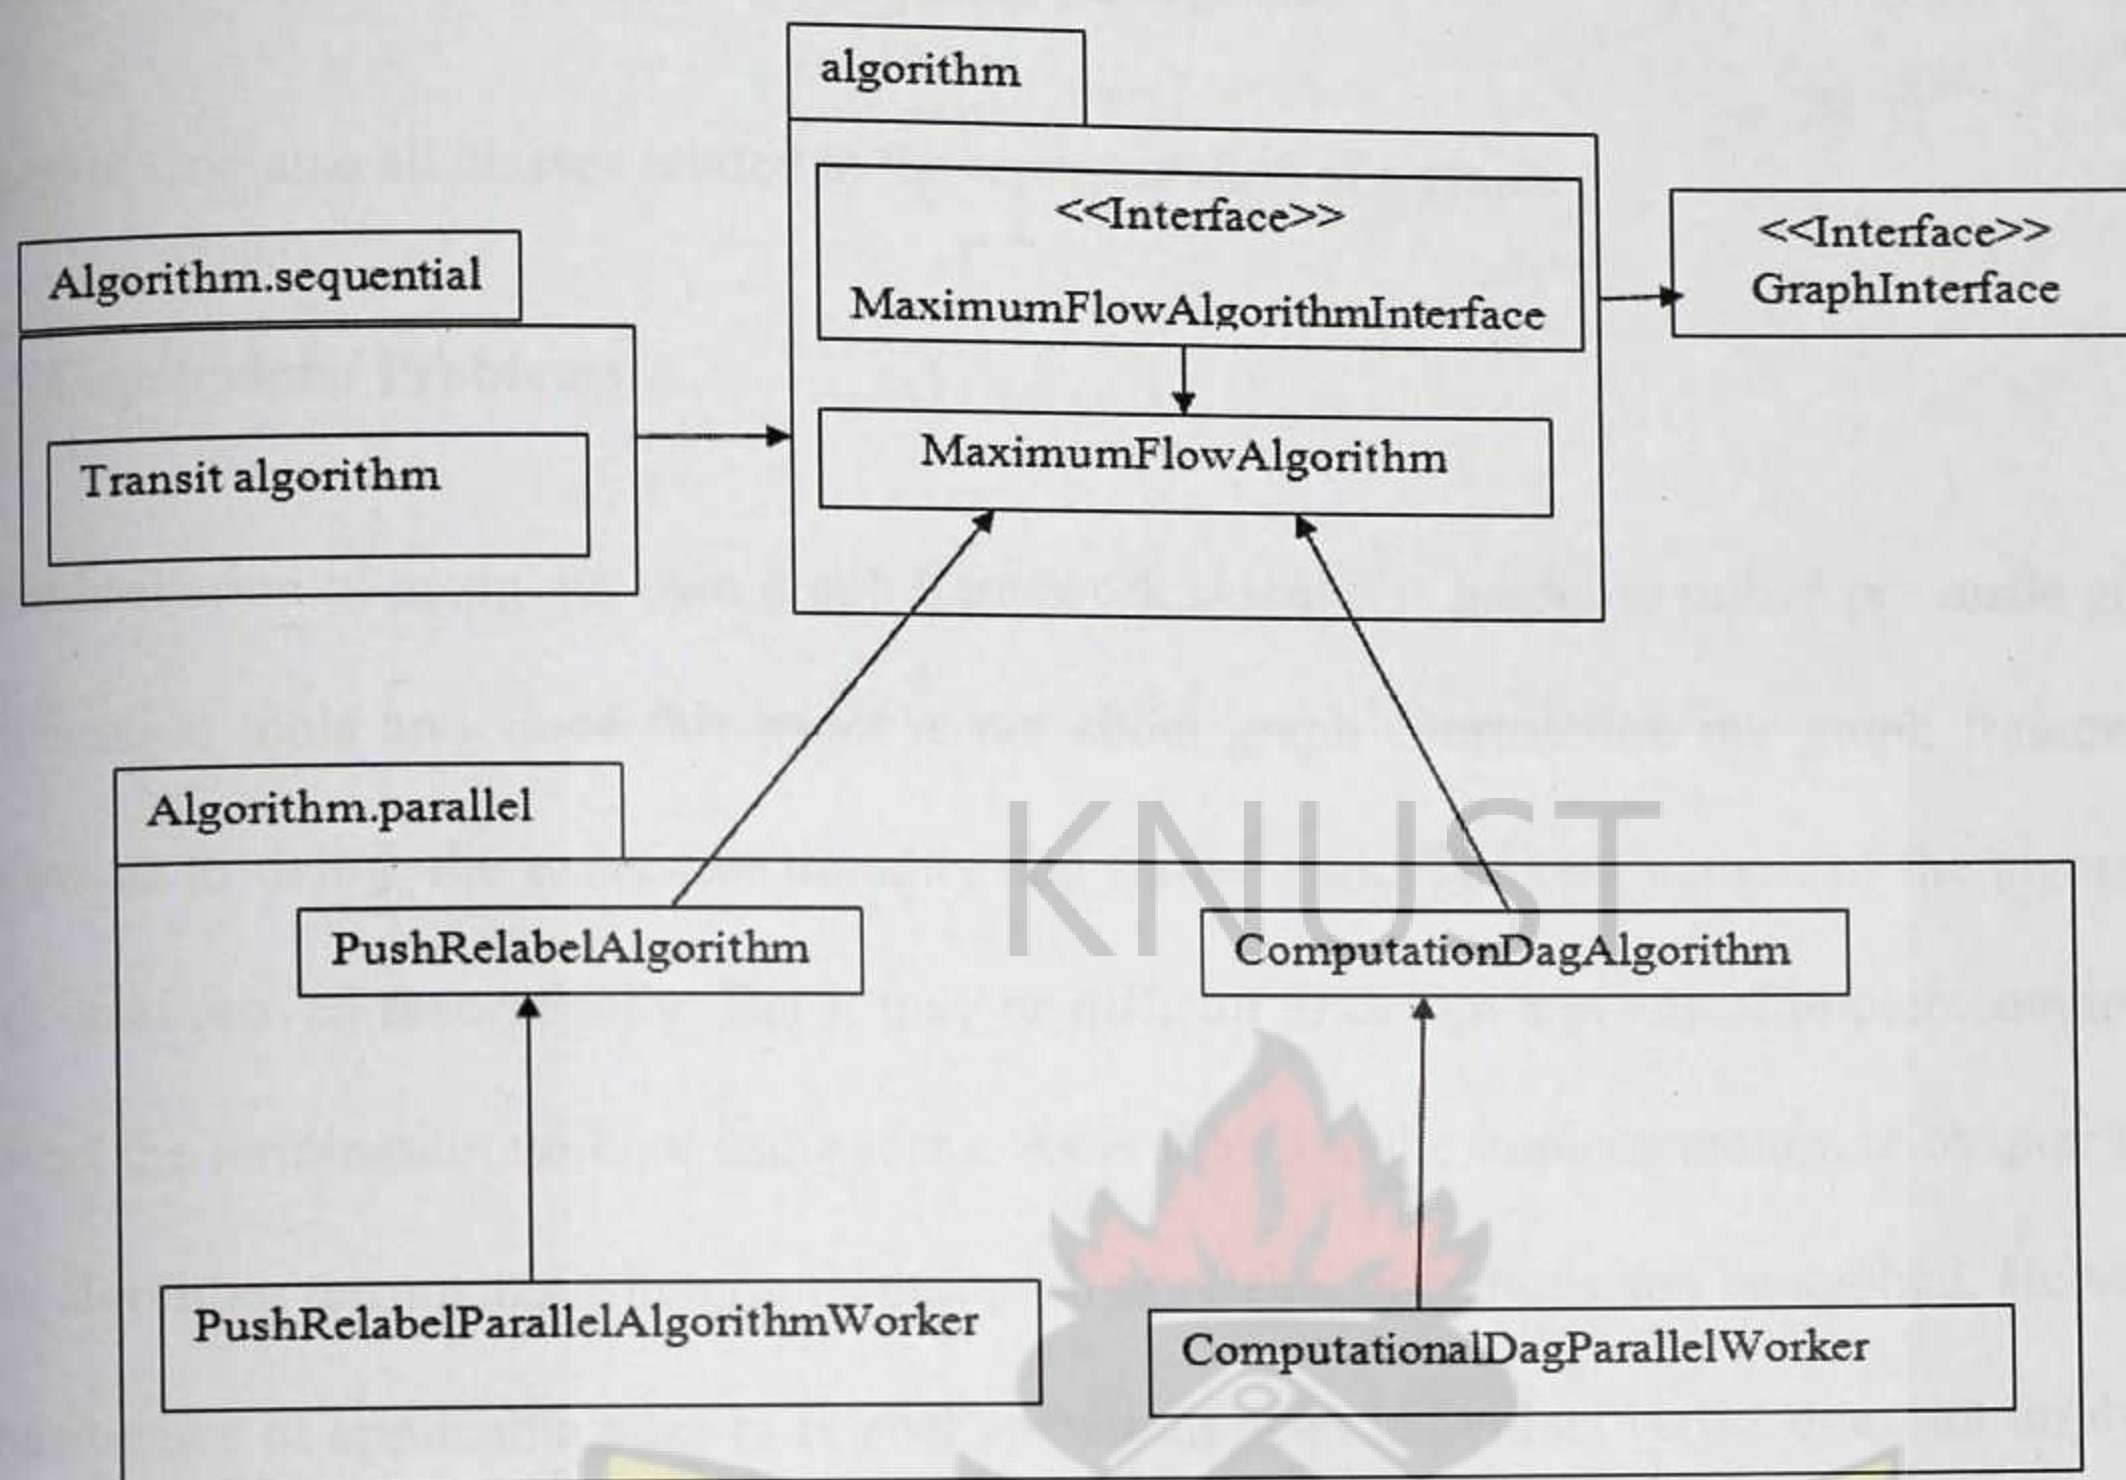 algorithm
<<Interface>>
MaximumFlowAlgorithmInterface
MaximumFlowAlgorithm
<<Interface>>
GraphInterface
Algorithm.sequential
Transit algorithm
Algorithm.parallel
KNUST
PushRelabelAlgorithm
ComputationDagAlgorithm
PushRelabelParallelAlgorithmWorker
ComputationalDagParallelWorker